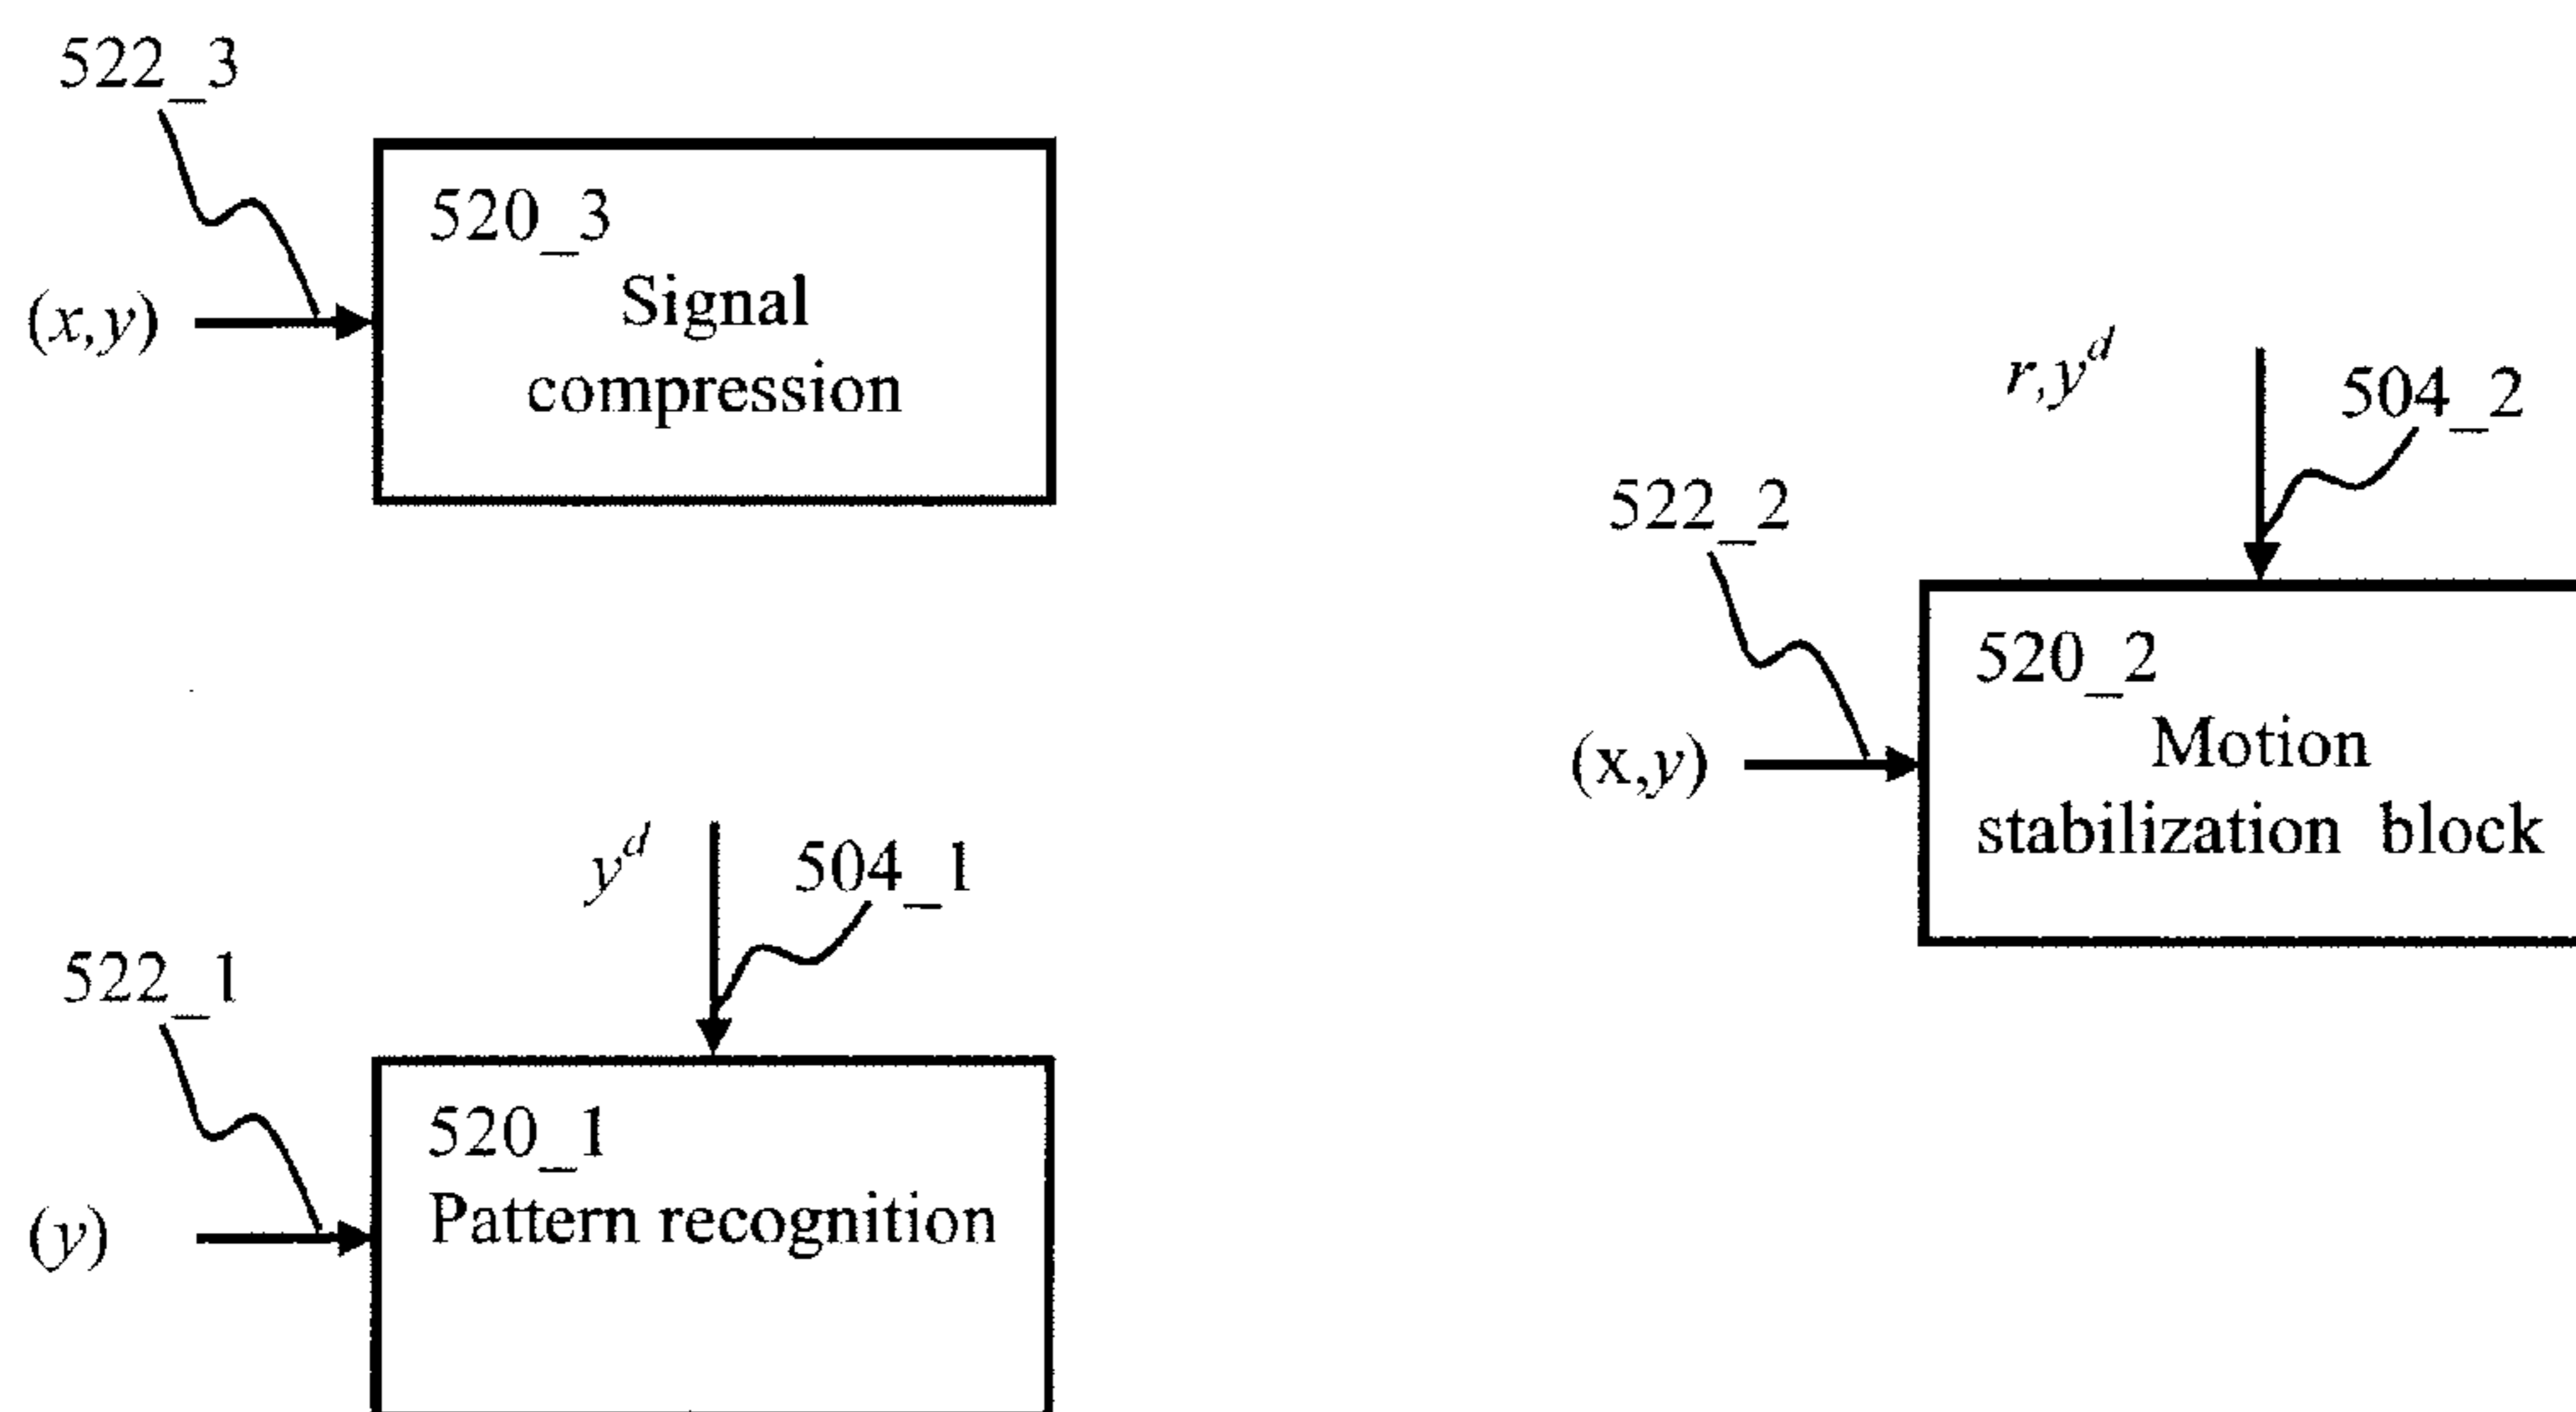 522_3
520_3
(x,y)
Signal
compression
r,y^d
504_2
522_2
520_2
(x,y)
Motion
stabilization block
y^d
504_1
522_1
520_1
(y)
Pattern recognition